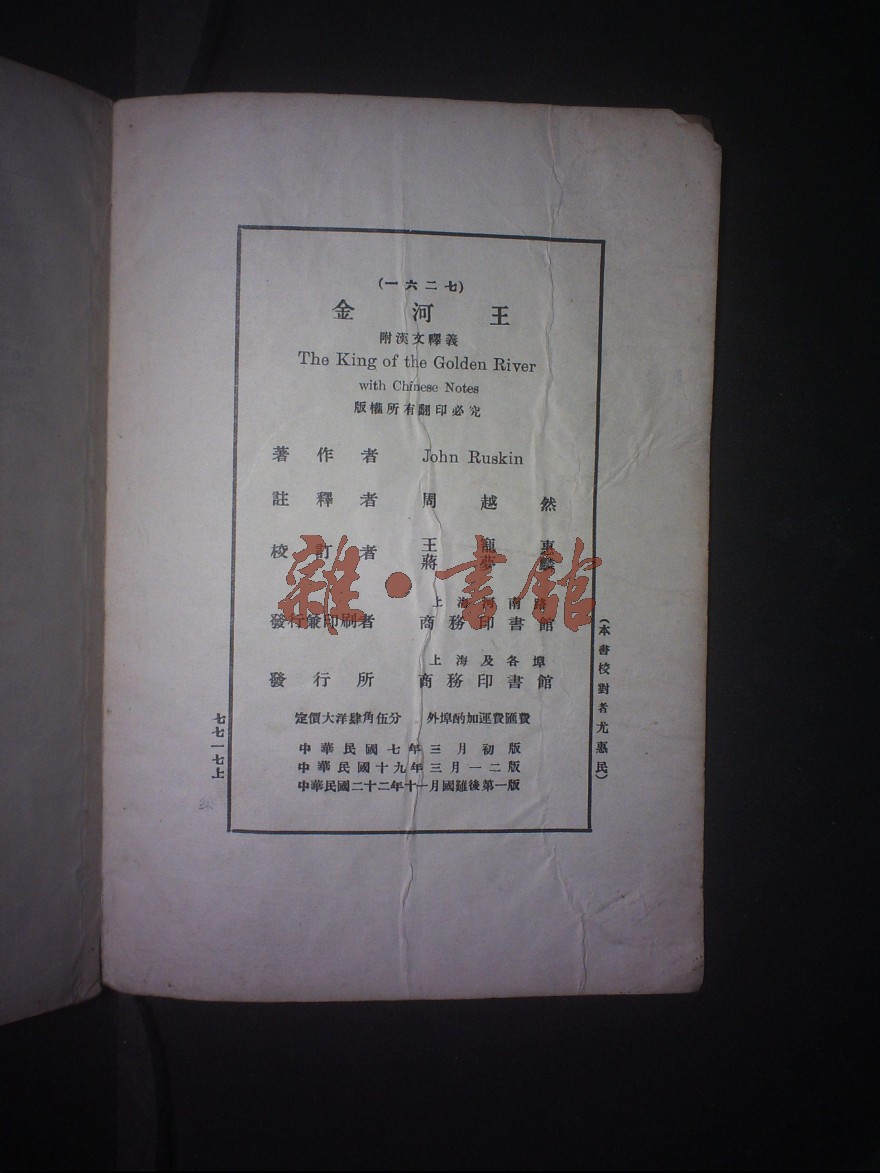 (一六二七)
金河王
附漢文釋義
The King of the Golden River
with Chinese Notes
版權所有翻印必究
著作者 John Ruskin
註釋者 周越然
校訂者 王寵惠
蔣夢麟
上海河南路
發行兼印刷者 商務印書館
上海及各埠
發行所 商務印書館
定價大洋肆角伍分 外埠酌加運費匯費
中華民國七年三月初版
中華民國十九年三月一二版
中華民國二十二年十一月國難後第一版
(本書校對者尤惠民)
七七一七上
雜·書館